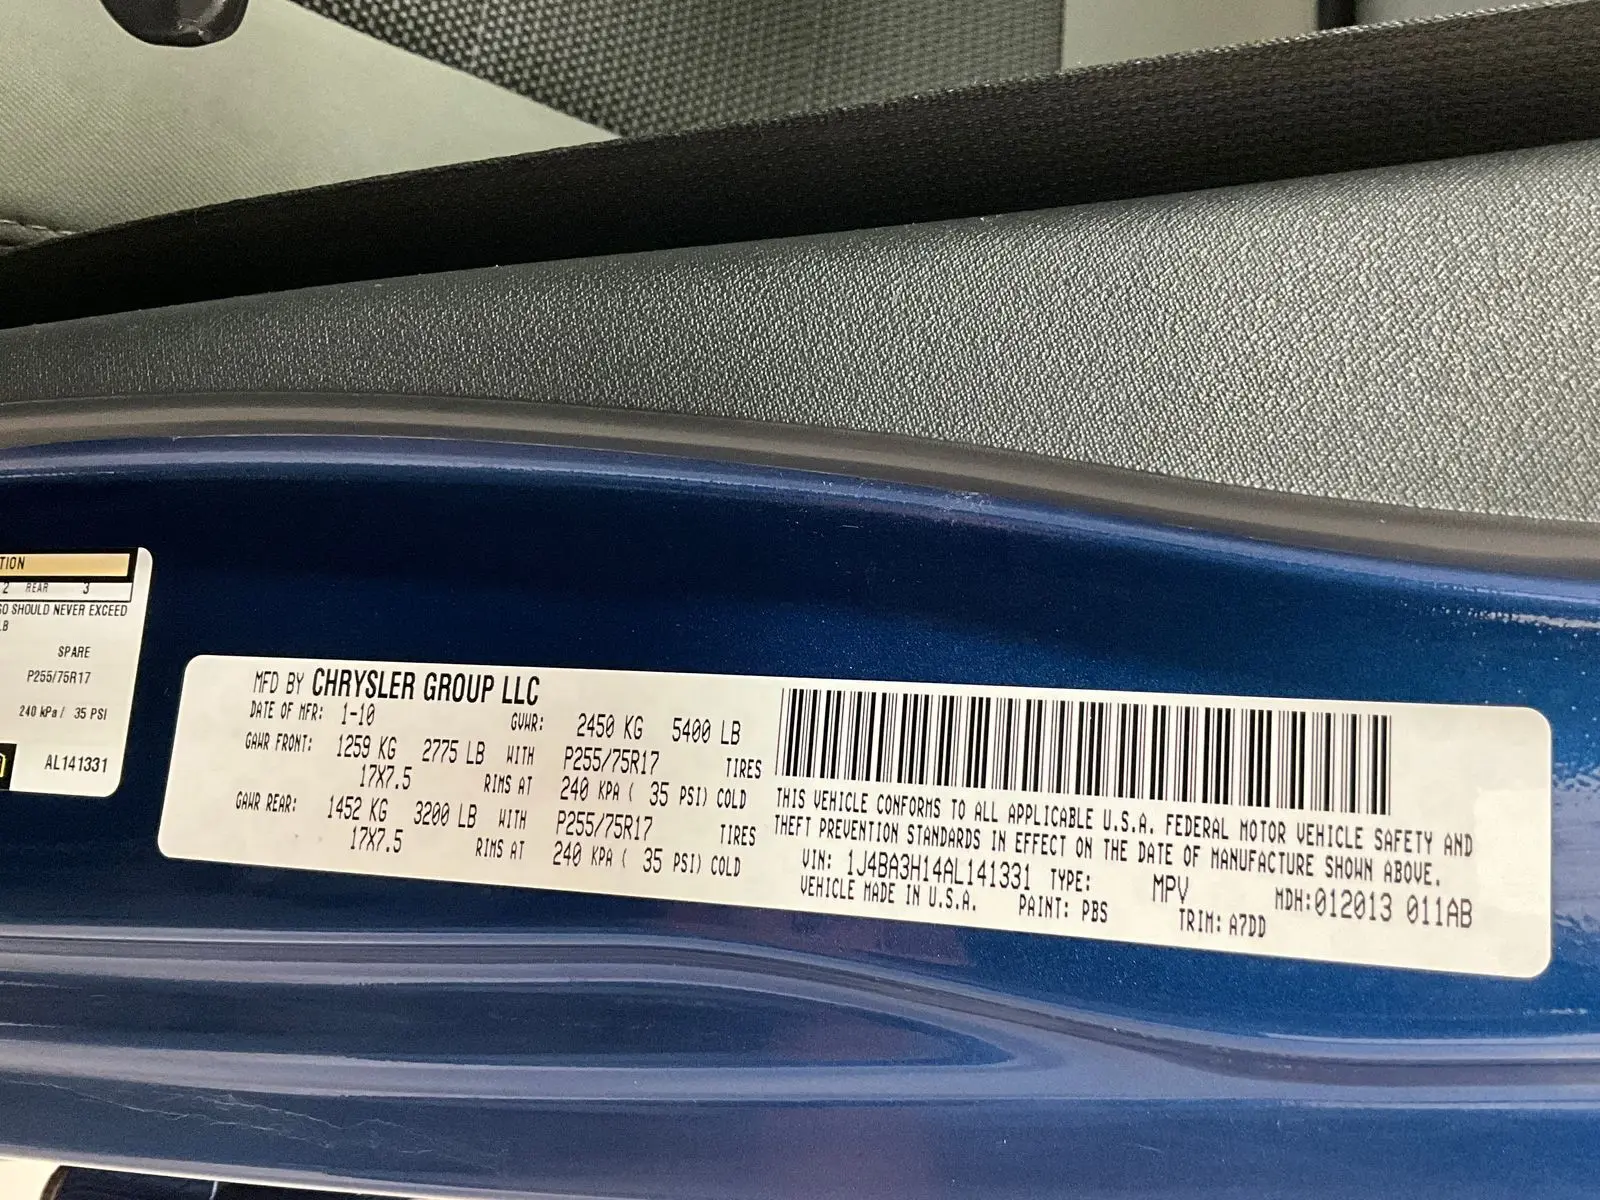 TION
2 REAR 3
GO SHOULD NEVER EXCEED
LB
SPARE
P255/75R17
240 kPa / 35 PSI
AL141331
MFD BY CHRYSLER GROUP LLC
DATE OF MFR: 1-10 GVWR: 2450 KG 5400 LB
GAWR FRONT: 1259 KG 2775 LB WITH P255/75R17 TIRES
17X7.5 RIMS AT 240 KPA ( 35 PSI) COLD
GAWR REAR: 1452 KG 3200 LB WITH P255/75R17 TIRES
17X7.5 RIMS AT 240 KPA ( 35 PSI) COLD
THIS VEHICLE CONFORMS TO ALL APPLICABLE U.S.A. FEDERAL MOTOR VEHICLE SAFETY AND
THEFT PREVENTION STANDARDS IN EFFECT ON THE DATE OF MANUFACTURE SHOWN ABOVE.
VIN: 1J4BA3H14AL141331 TYPE: MPV MDH:012013 011AB
VEHICLE MADE IN U.S.A. PAINT: PBS TRIM: A7DD